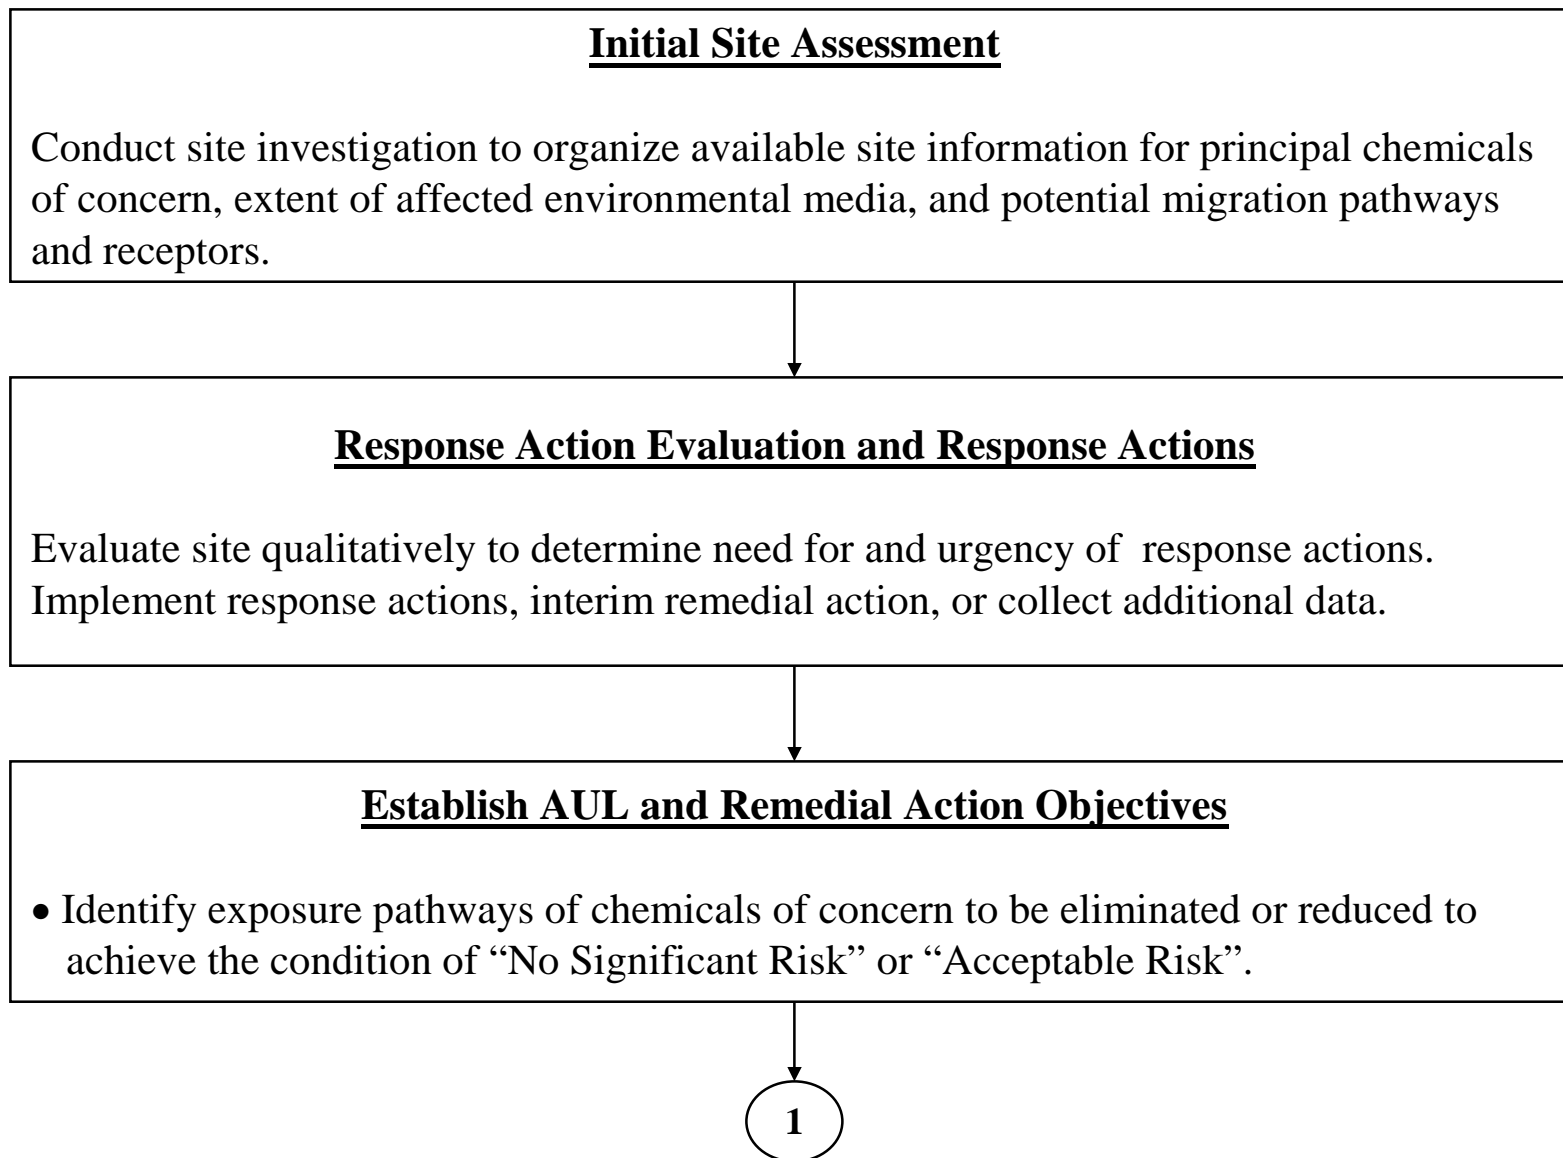 Initial Site Assessment
Conduct site investigation to organize available site information for principal chemicals
of concern, extent of affected environmental media, and potential migration pathways
and receptors.
Response Action Evaluation and Response Actions
Evaluate site qualitatively to determine need for and urgency of  response actions.
Implement response actions, interim remedial action, or collect additional data.
Establish AUL and Remedial Action Objectives
• Identify exposure pathways of chemicals of concern to be eliminated or reduced to
achieve the condition of “No Significant Risk” or “Acceptable Risk”.
1